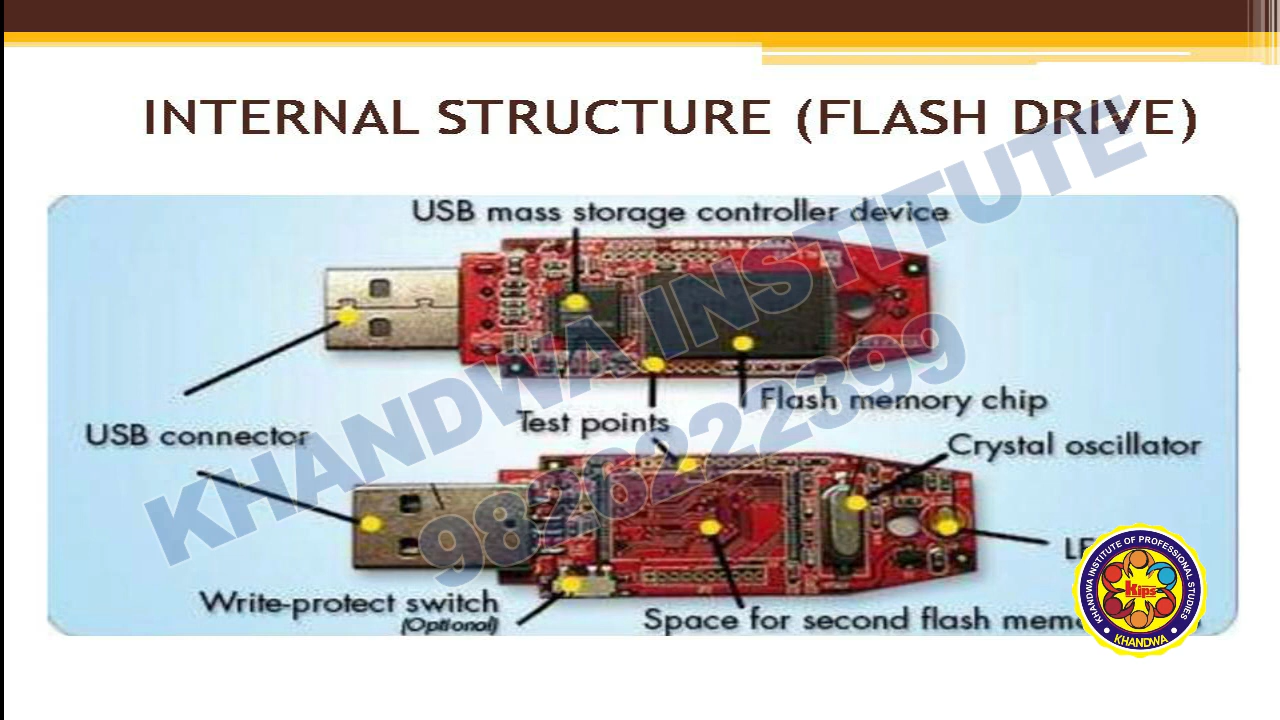 INTERNAL STRUCTURE (FLASH DRIVE)
USB mass storage controller device
Flash memory chip
Test points
USB connector
Crystal oscillator
Write-protect switch
(Optional)
Space for second flash
KHANDWA INSTITUTE
KHANDWA INSTITUTE OF PROFESSIONAL STUDIES
Kips
KHANDWA